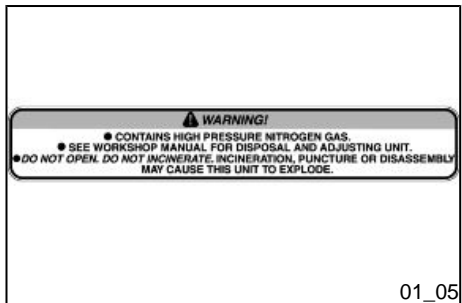 WARNING!
● CONTAINS HIGH PRESSURE NITROGEN GAS.
● SEE WORKSHOP MANUAL FOR DISPOSAL AND ADJUSTING UNIT.
●DO NOT OPEN. DO NOT INCINERATE. INCINERATION, PUNCTURE OR DISASSEMBLY
MAY CAUSE THIS UNIT TO EXPLODE.
01_05